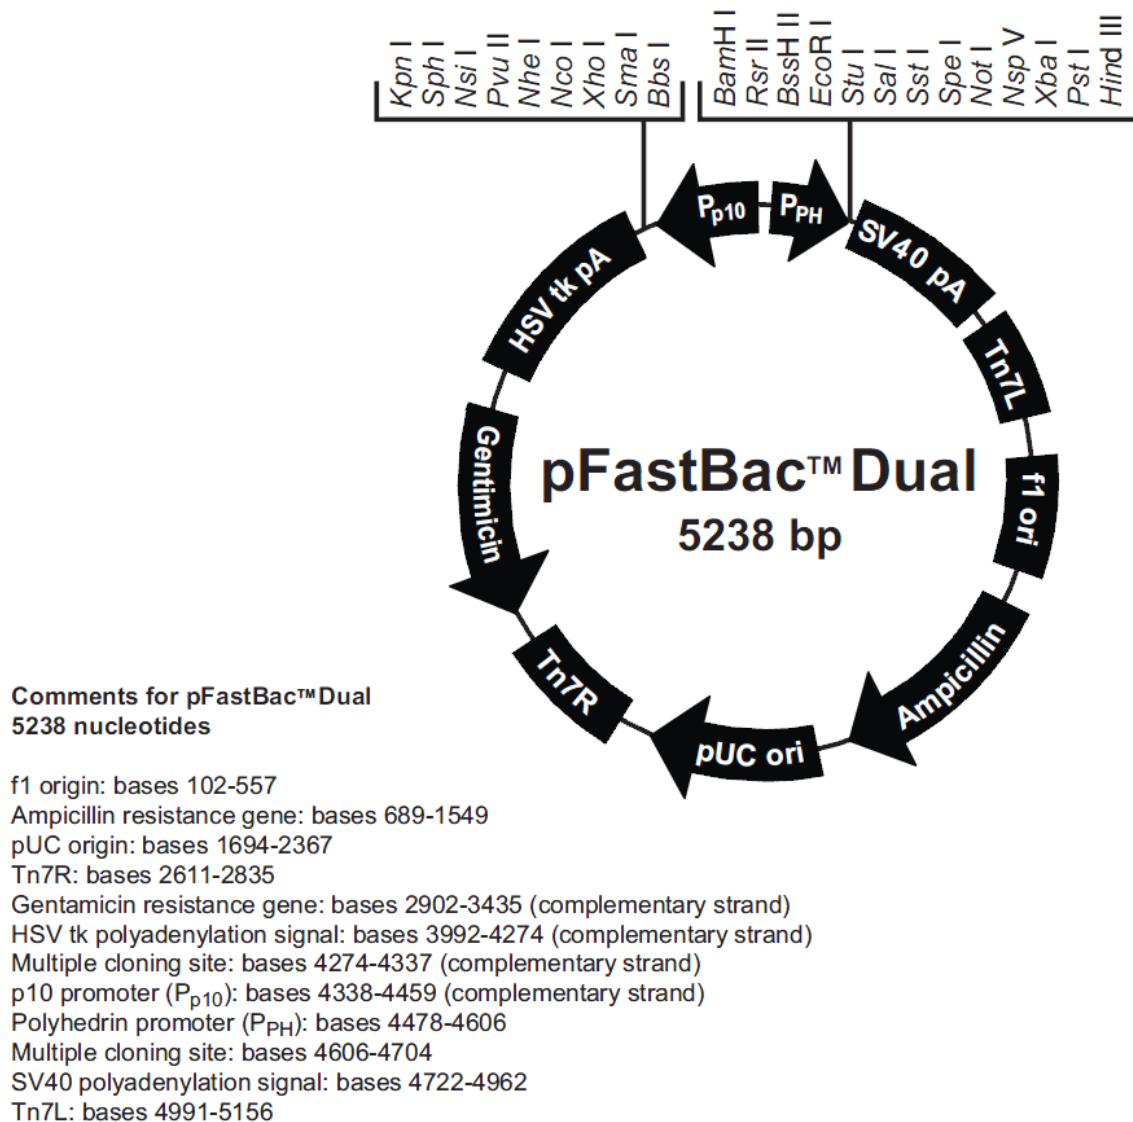 Kpn I
Sph I
Nsi I
Pvu II
Nhe I
Nco I
Xho I
Sma I
Bbs I
BamH I
Rsr II
BssH II
EcoR I
Stu I
Sal I
Sst I
Spe I
Not I
Nsp V
Xba I
Pst I
Hind III
Pp10
PPH
SV40 pA
Tn7L
f1 ori
Ampicillin
pUC ori
Tn7R
Gentimicin
HSV tk pA
pFastBac™ Dual
5238 bp
Comments for pFastBac™ Dual
5238 nucleotides
f1 origin: bases 102-557
Ampicillin resistance gene: bases 689-1549
pUC origin: bases 1694-2367
Tn7R: bases 2611-2835
Gentamicin resistance gene: bases 2902-3435 (complementary strand)
HSV tk polyadenylation signal: bases 3992-4274 (complementary strand)
Multiple cloning site: bases 4274-4337 (complementary strand)
p10 promoter (Pp10): bases 4338-4459 (complementary strand)
Polyhedrin promoter (PPH): bases 4478-4606
Multiple cloning site: bases 4606-4704
SV40 polyadenylation signal: bases 4722-4962
Tn7L: bases 4991-5156